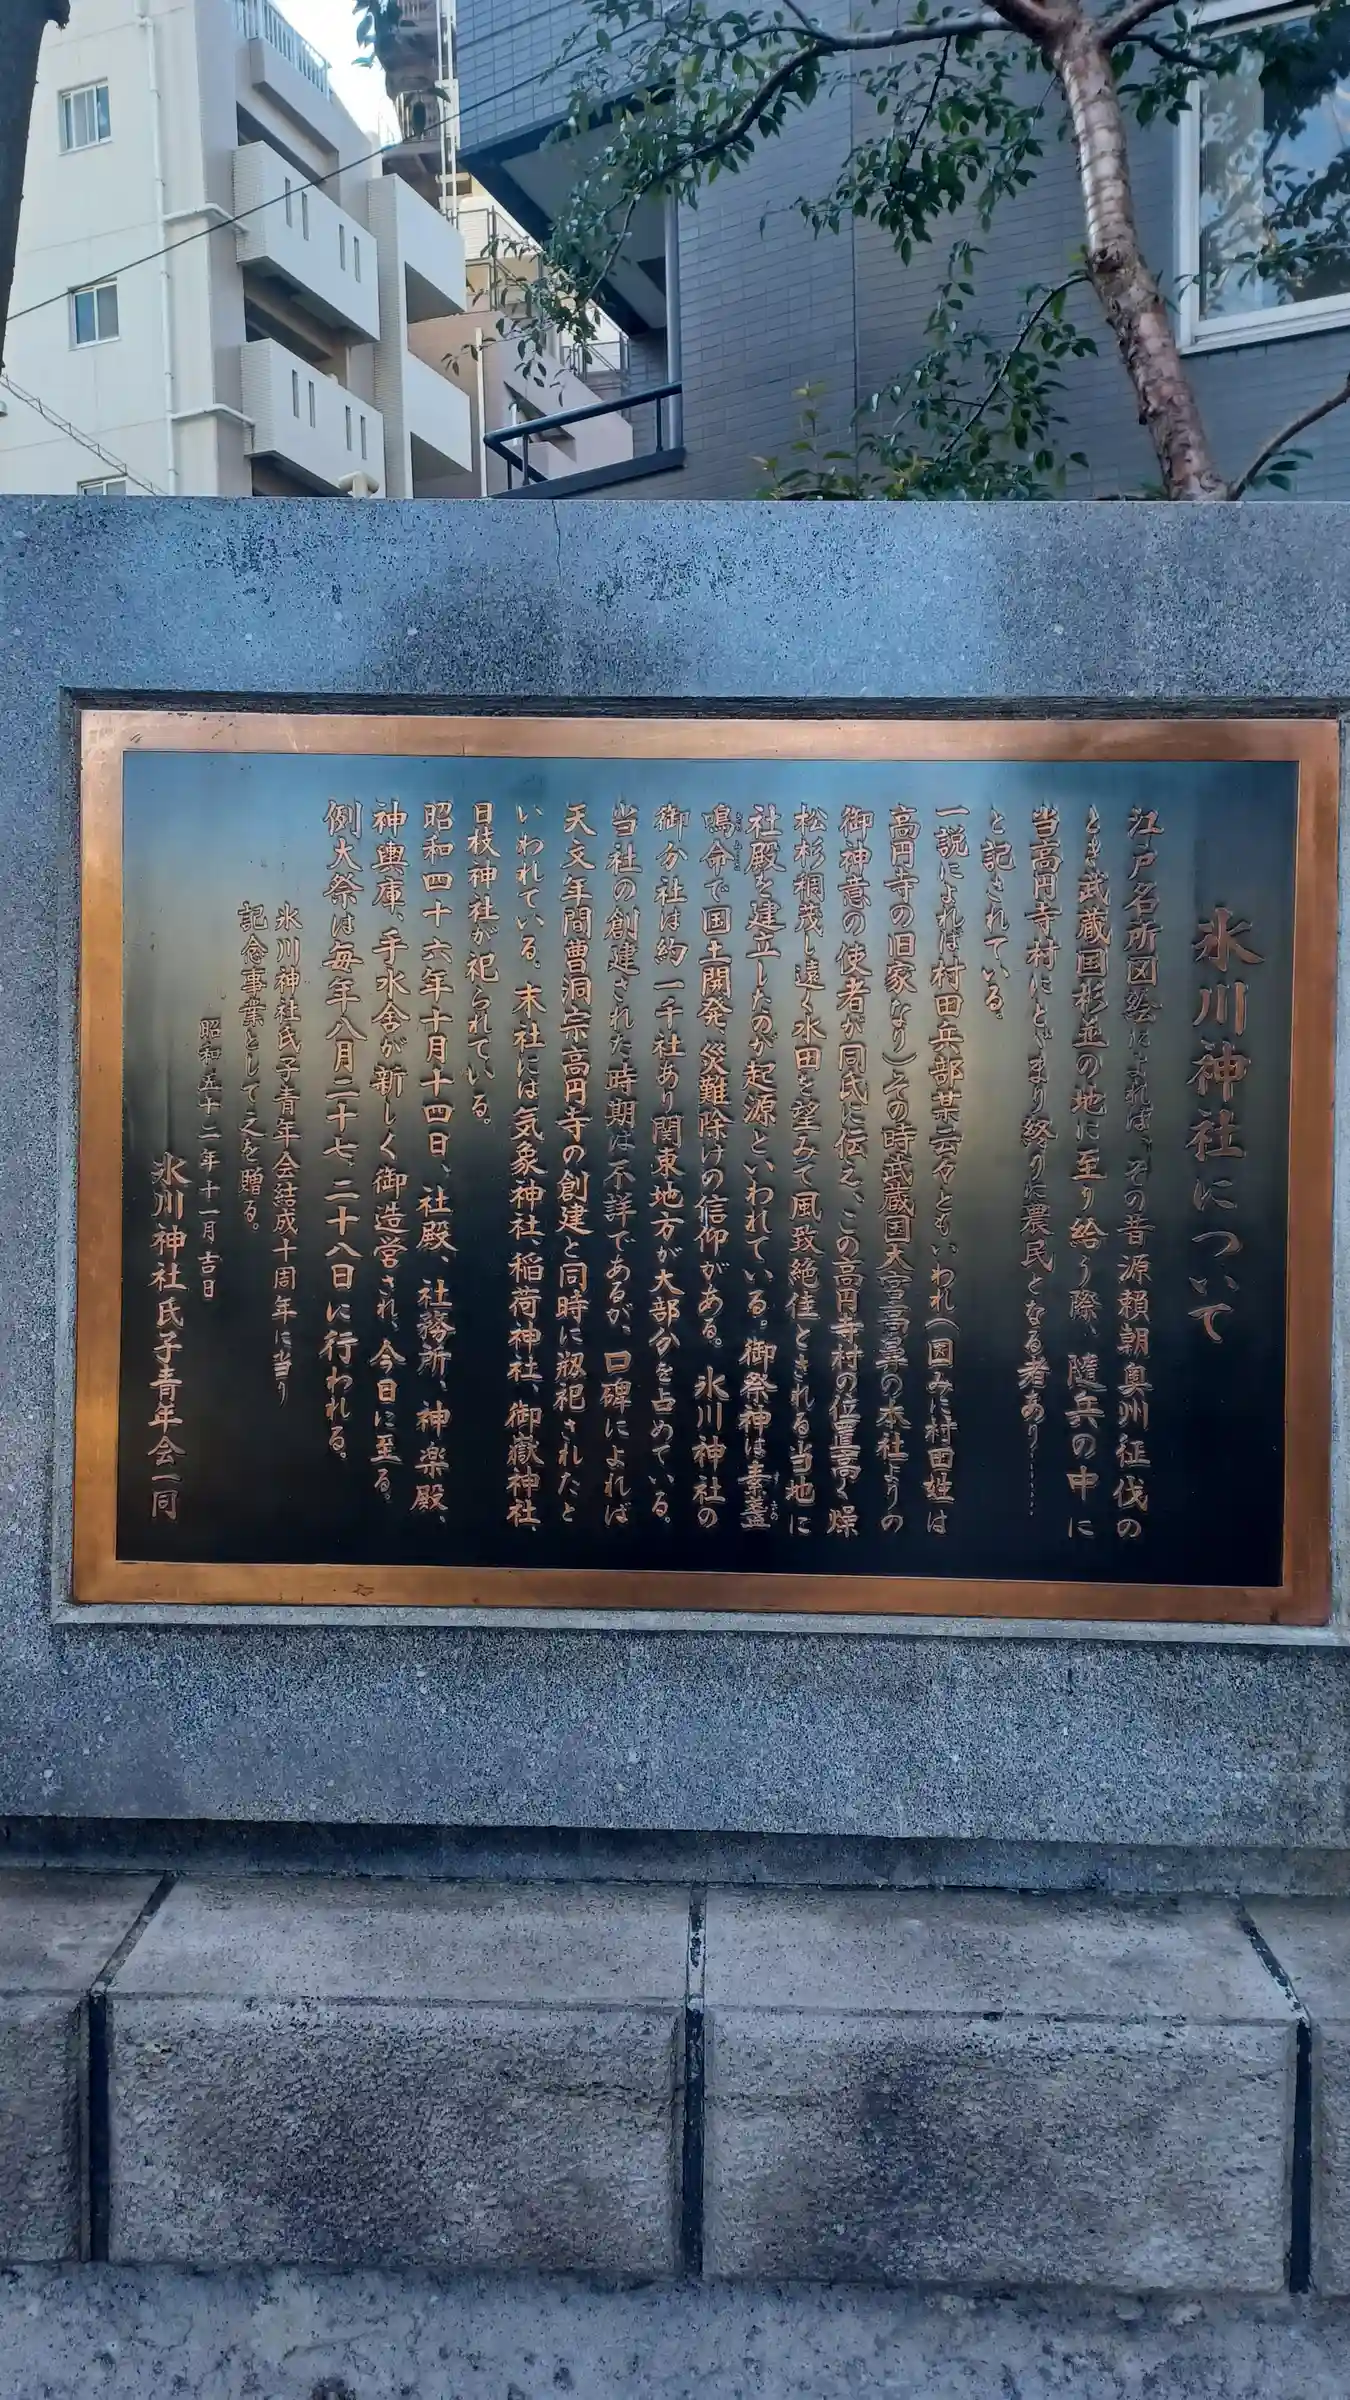 氷川神社について
江戸名所図絵によれば、その昔源頼朝奥州征伐の
とき武蔵国杉並の地に至り給う際、隨兵の中に
当高円寺村にとどまり終りに農民となる者あり……
と記されている。
一説によれば村田兵部某云々ともいわれ(因みに村田姓は
高円寺の旧家なり)その時武蔵国大宮高鼻の本社よりの
御神意の使者が同氏に伝え、この高円寺村の位置高く燥
松杉稠茂し遠く水田を望みて風致絶佳とされる当地に
社殿を建立したのが起源といわれている。御祭神は素盞
鳴命で国土開発、災難除けの信仰がある。氷川神社の
御分社は約一千社あり関東地方が大部分を占めている。
当社の創建された時期は不詳であるが、口碑によれば
天文年間曹洞宗高円寺の創建と同時に剏祀されたと
いわれている。末社には気象神社、稲荷神社、御嶽神社、
日枝神社が祀られている。
昭和四十六年十月十四日、社殿、社務所、神楽殿、
神輿庫、手水舎が新しく御造営され、今日に至る。
例大祭は毎年八月二十七、二十八日に行われる。
氷川神社氏子青年会結成十周年に当り
記念事業として之を贈る。
昭和五十二年十一月吉日
氷川神社氏子青年会一同